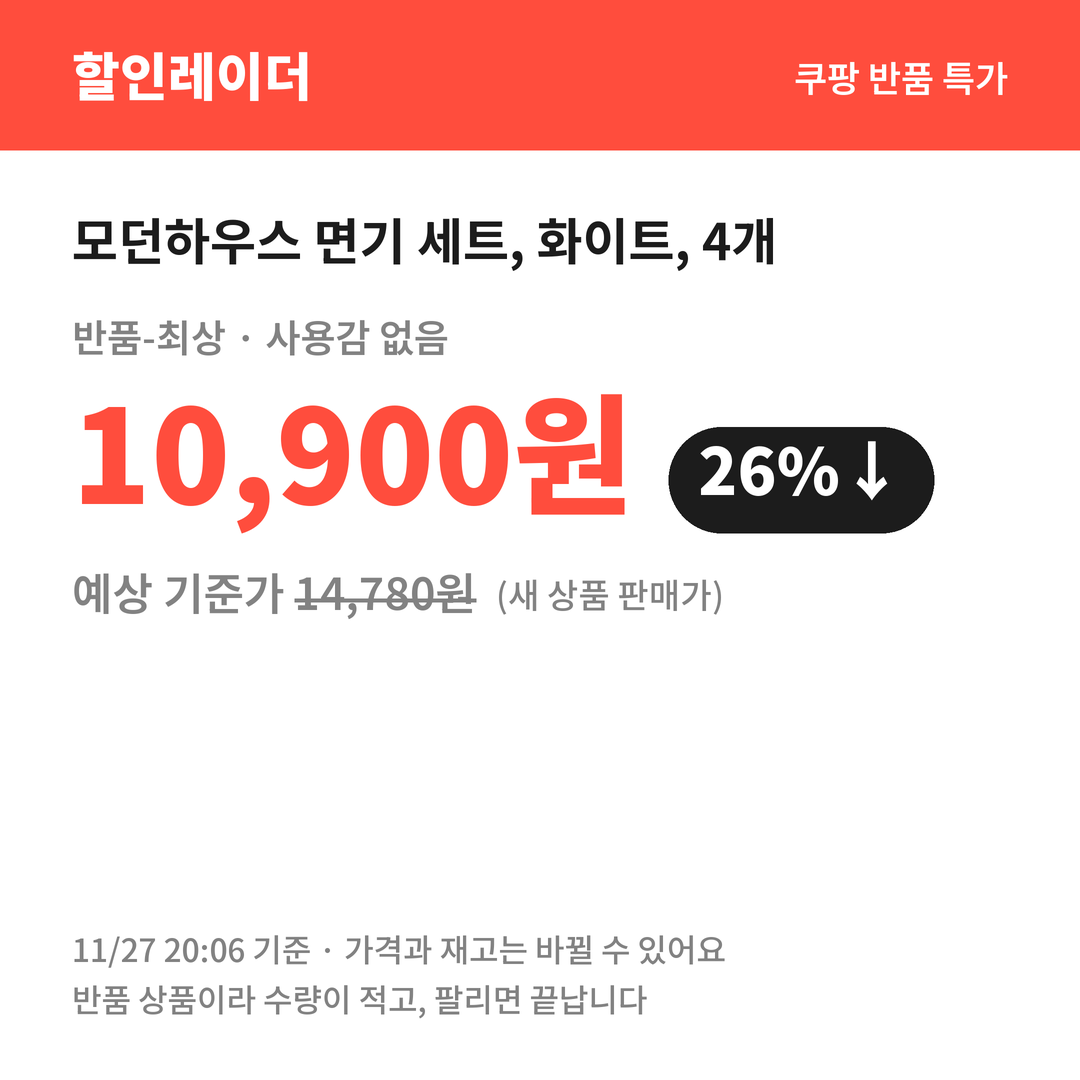 할인레이더
쿠팡 반품 특가
모던하우스 면기 세트, 화이트, 4개
반품-최상 · 사용감 없음
10,900원 26%↓
예상 기준가 14,780원 (새 상품 판매가)
11/27 20:06 기준 · 가격과 재고는 바뀔 수 있어요
반품 상품이라 수량이 적고, 팔리면 끝납니다